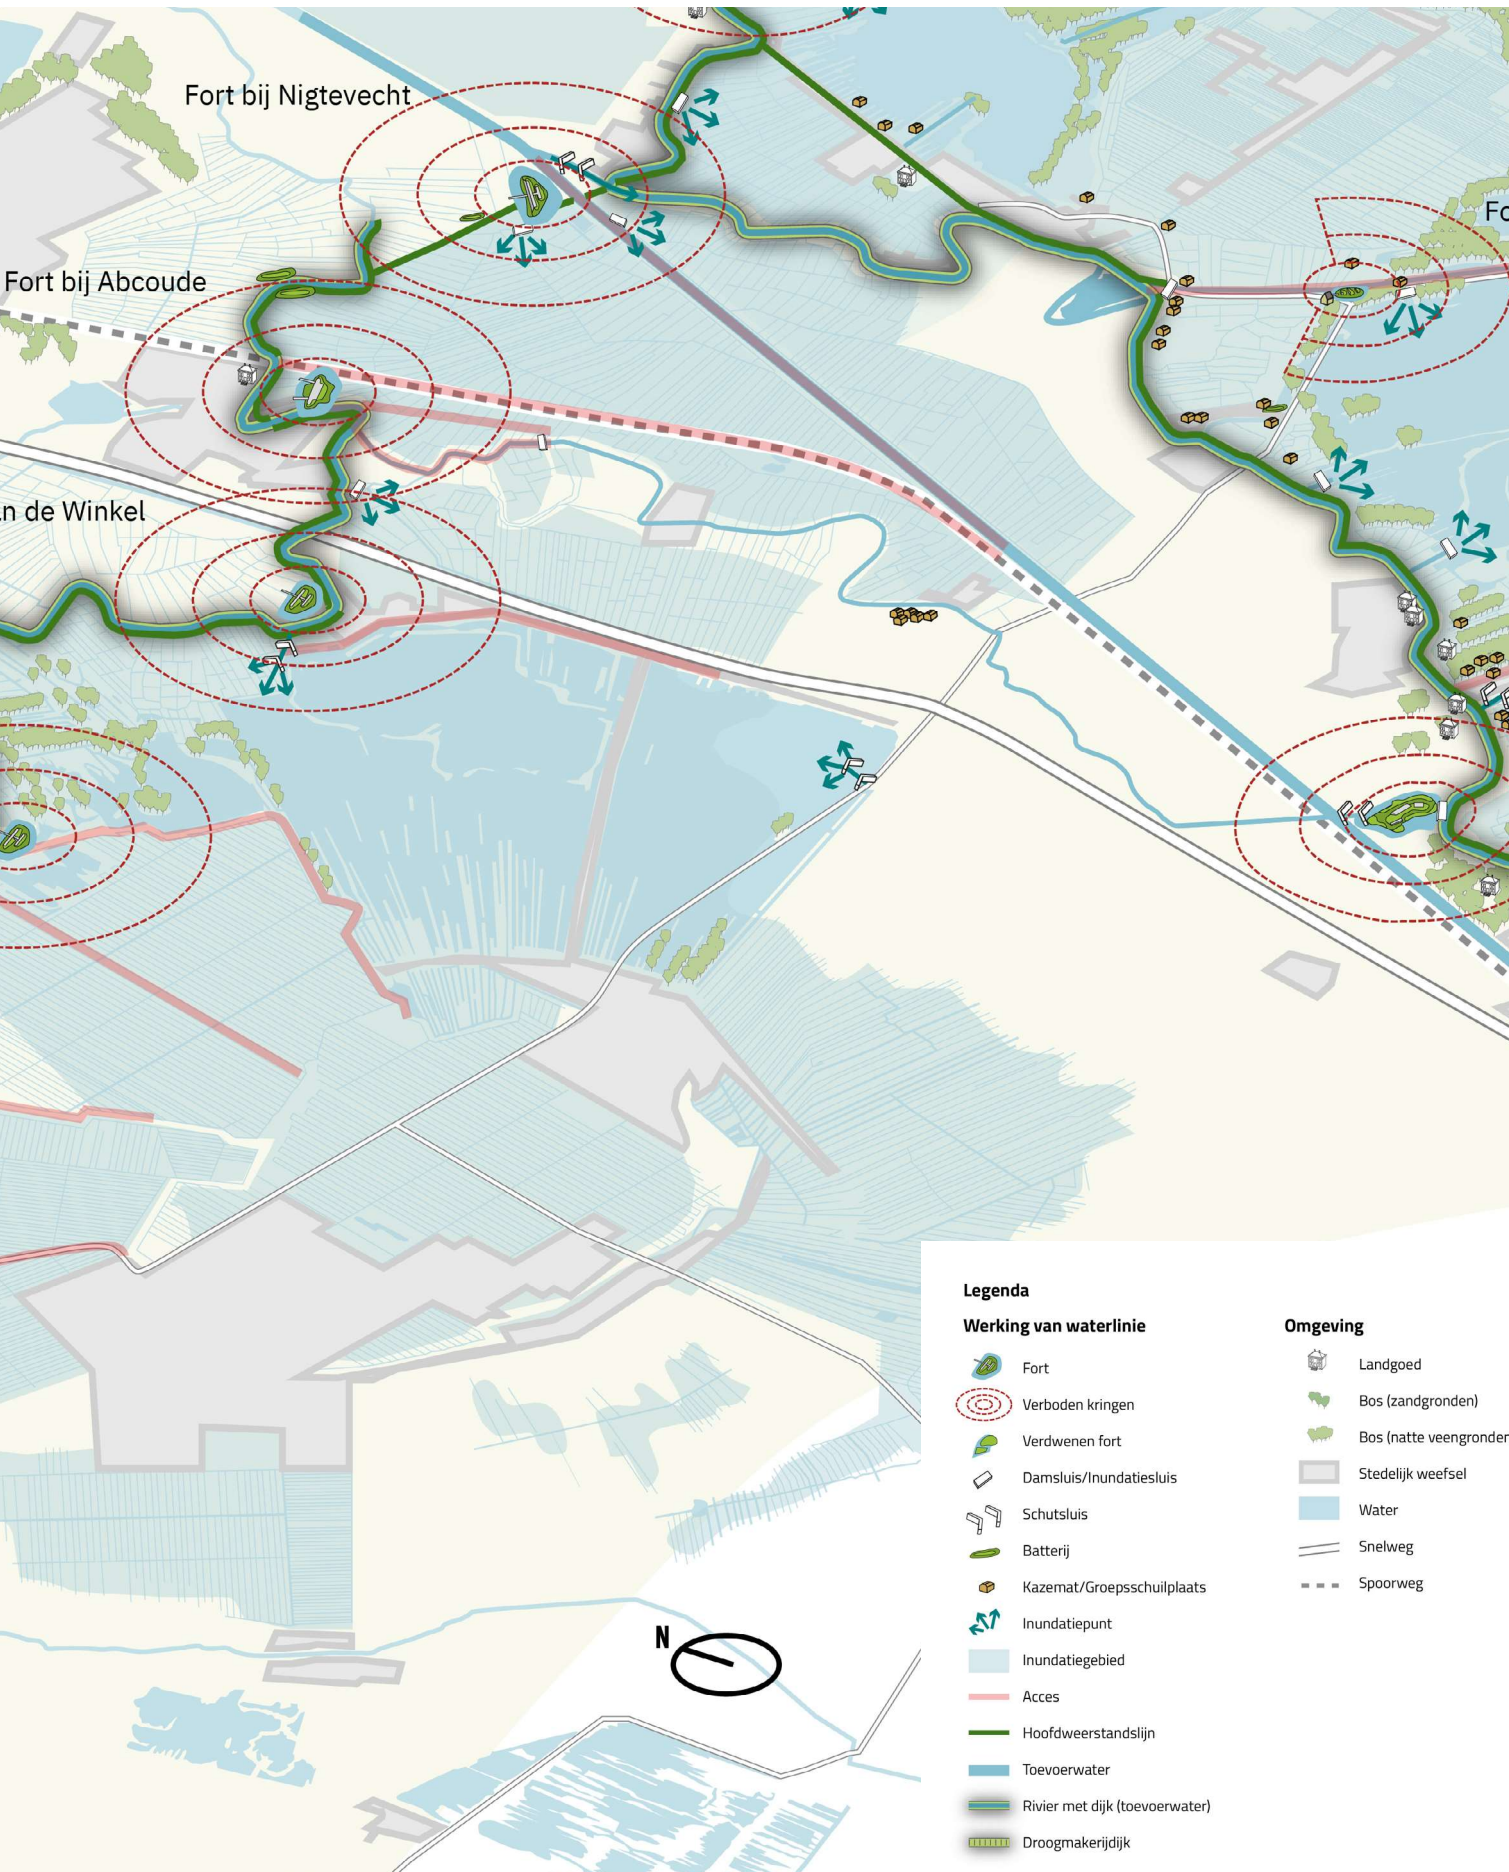 Fort bij Nigtevecht
Fo
Fort bij Abcoude
n de Winkel
N
Legenda
Werking van waterlinie
Fort
Verboden kringen
Verdwenen fort
Damsluis/Inundatiesluis
Schutsluis
Batterij
Kazemat/Groepsschuilplaats
Inundatiepunt
Inundatiegebied
Acces
Hoofdweerstandslijn
Toevoerwater
Rivier met dijk (toevoerwater)
Droogmakerijdijk
Omgeving
Landgoed
Bos (zandgronden)
Bos (natte veengronden
Stedelijk weefsel
Water
Snelweg
Spoorweg